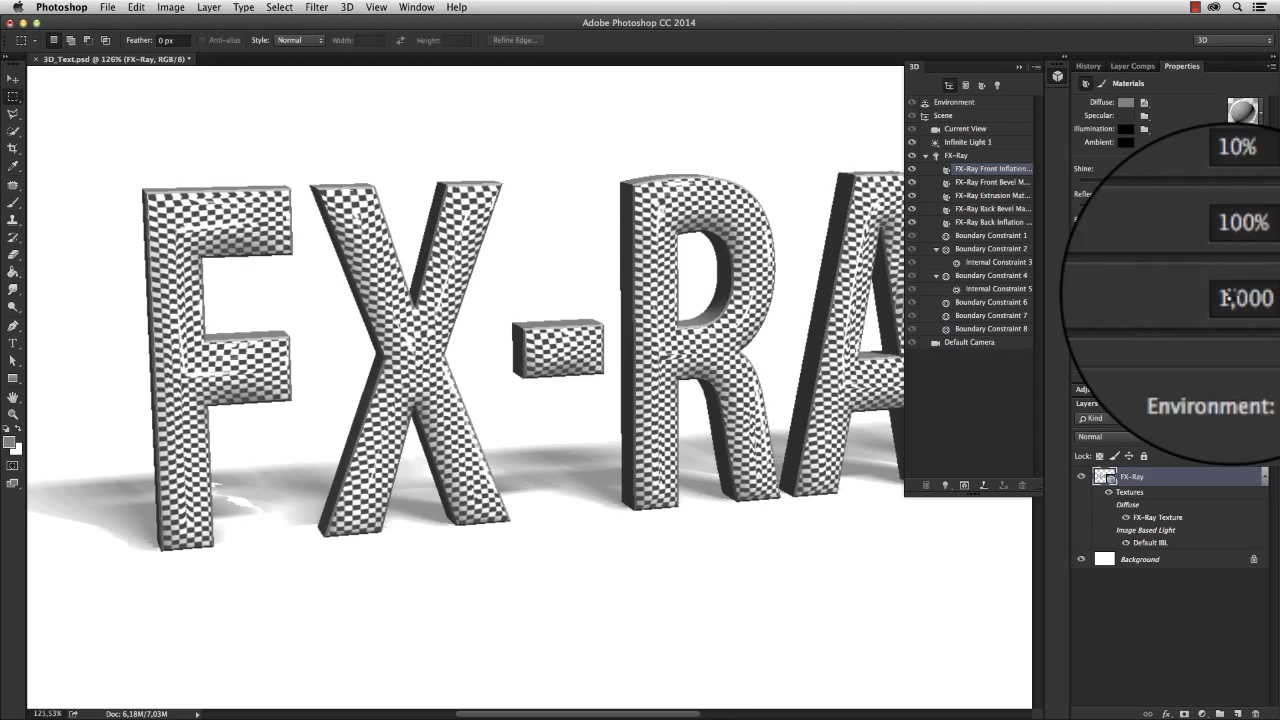 Photoshop File Edit Image Layer Type Select Filter 3D View Window Help
Adobe Photoshop CC 2014
Feather: 0 px Anti-alias Style: Normal Width: Height: Refine Edge... 3D
3D_Text.psd @ 126% (FX-Ray, RGB/8) *
3D
History Layer Comps Properties
Materials
Environment
Scene
Current View
Infinite Light 1
FX-Ray
FX-Ray Front Inflation...
FX-Ray Front Bevel M...
FX-Ray Extrusion Mat...
FX-Ray Back Bevel Ma...
FX-Ray Back Inflation ...
Boundary Constraint 1
Boundary Constraint 2
Internal Constraint 3
Boundary Constraint 4
Internal Constraint 5
Boundary Constraint 6
Boundary Constraint 7
Boundary Constraint 8
Default Camera
Diffuse:
Specular:
Illumination:
Ambient:
Shine:
10%
100%
1,000
Environment:
FX-RA
Layers
Kind
Normal
Lock:
FX-Ray
Textures
Diffuse
FX-Ray Texture
Image Based Light
Default IBL
Background
125,53% Doc: 6,18M/7,03M
fx